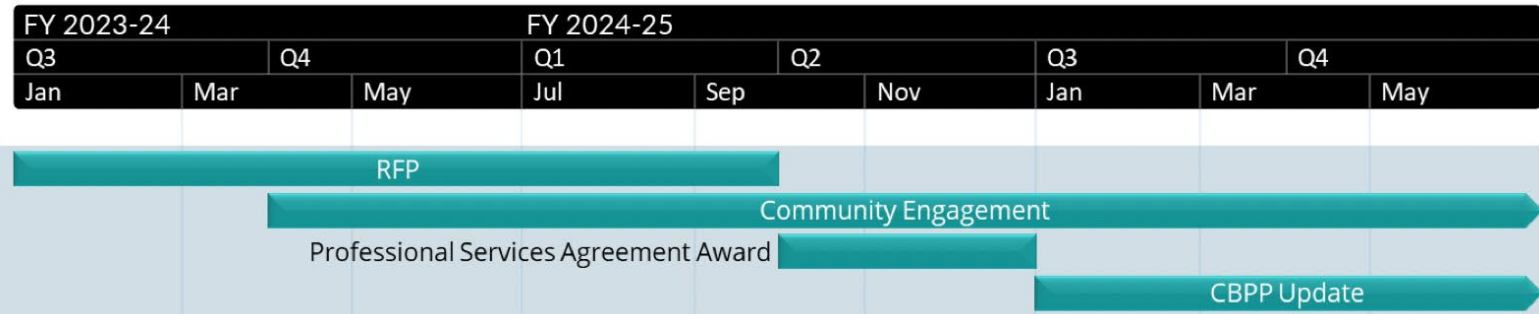 FY 2023-24 FY 2024-25
Q3 Q4 Q1 Q2 Q3 Q4
Jan Mar May Jul Sep Nov Jan Mar May
RFP
Community Engagement
Professional Services Agreement Award
CBPP Update